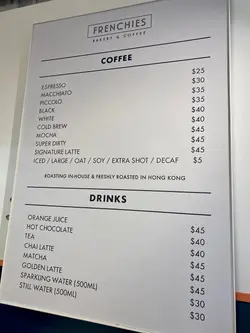 FRENCHIES
BAKERY & COFFEE
COFFEE
ESPRESSO $25
MACCHIATO $30
PICCOLO $35
BLACK $35
WHITE $40
COLD BREW $40
MOCHA $45
SUPER DIRTY $45
SIGNATURE LATTE $45
ICED / LARGE / OAT / SOY / EXTRA SHOT / DECAF $5
ROASTING IN-HOUSE & FRESHLY ROASTED IN HONG KONG
DRINKS
ORANGE JUICE $45
HOT CHOCOLATE $40
TEA $40
CHAI LATTE $45
MATCHA $45
GOLDEN LATTE $45
SPARKLING WATER (500ML) $30
STILL WATER (500ML) $30